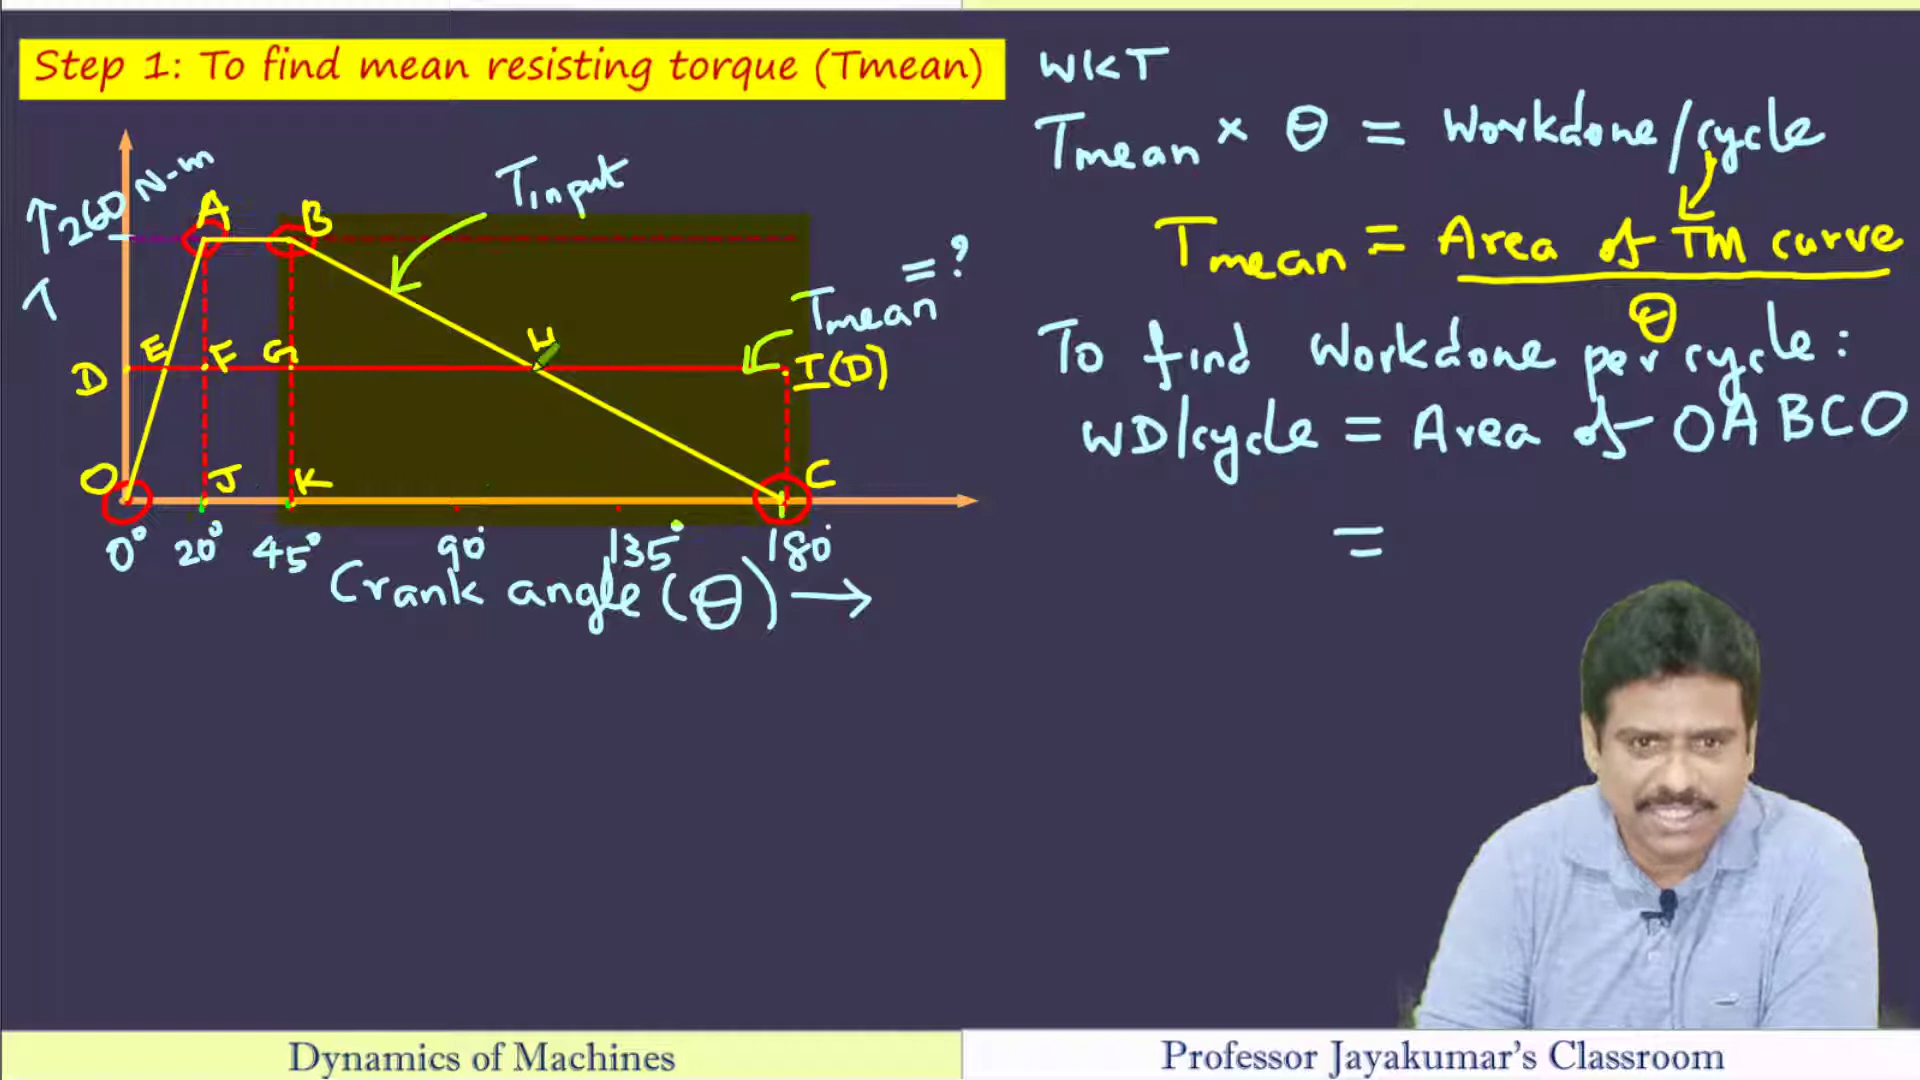 Step 1: To find mean resisting torque (Tmean)
WKT
Tmean × θ = Workdone/cycle
Tmean = Area of TM curve
θ
To find Workdone per cycle:
WD/cycle = Area of OABCO
=
↑260 N-m
A
B
Tinput
Tmean = ?
↑
D
E
F
G
H
I(D)
O
J
K
C
0° 20° 45° 90° 135° 180°
Crank angle (θ) →
Dynamics of Machines
Professor Jayakumar's Classroom